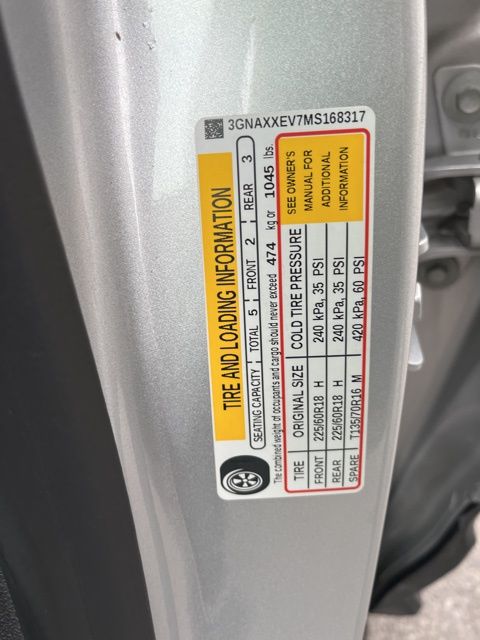 3GNAXXEV7MS168317
TIRE AND LOADING INFORMATION
SEATING CAPACITY TOTAL 5 FRONT 2 REAR 3
The combined weight of occupants and cargo should never exceed 474 kg or 1045 lbs.
TIRE ORIGINAL SIZE COLD TIRE PRESSURE
FRONT 225/60R18 H 240 kPa, 35 PSI
REAR 225/60R18 H 240 kPa, 35 PSI
SPARE T135/70R16 M 420 kPa, 60 PSI
SEE OWNER'S
MANUAL FOR
ADDITIONAL
INFORMATION